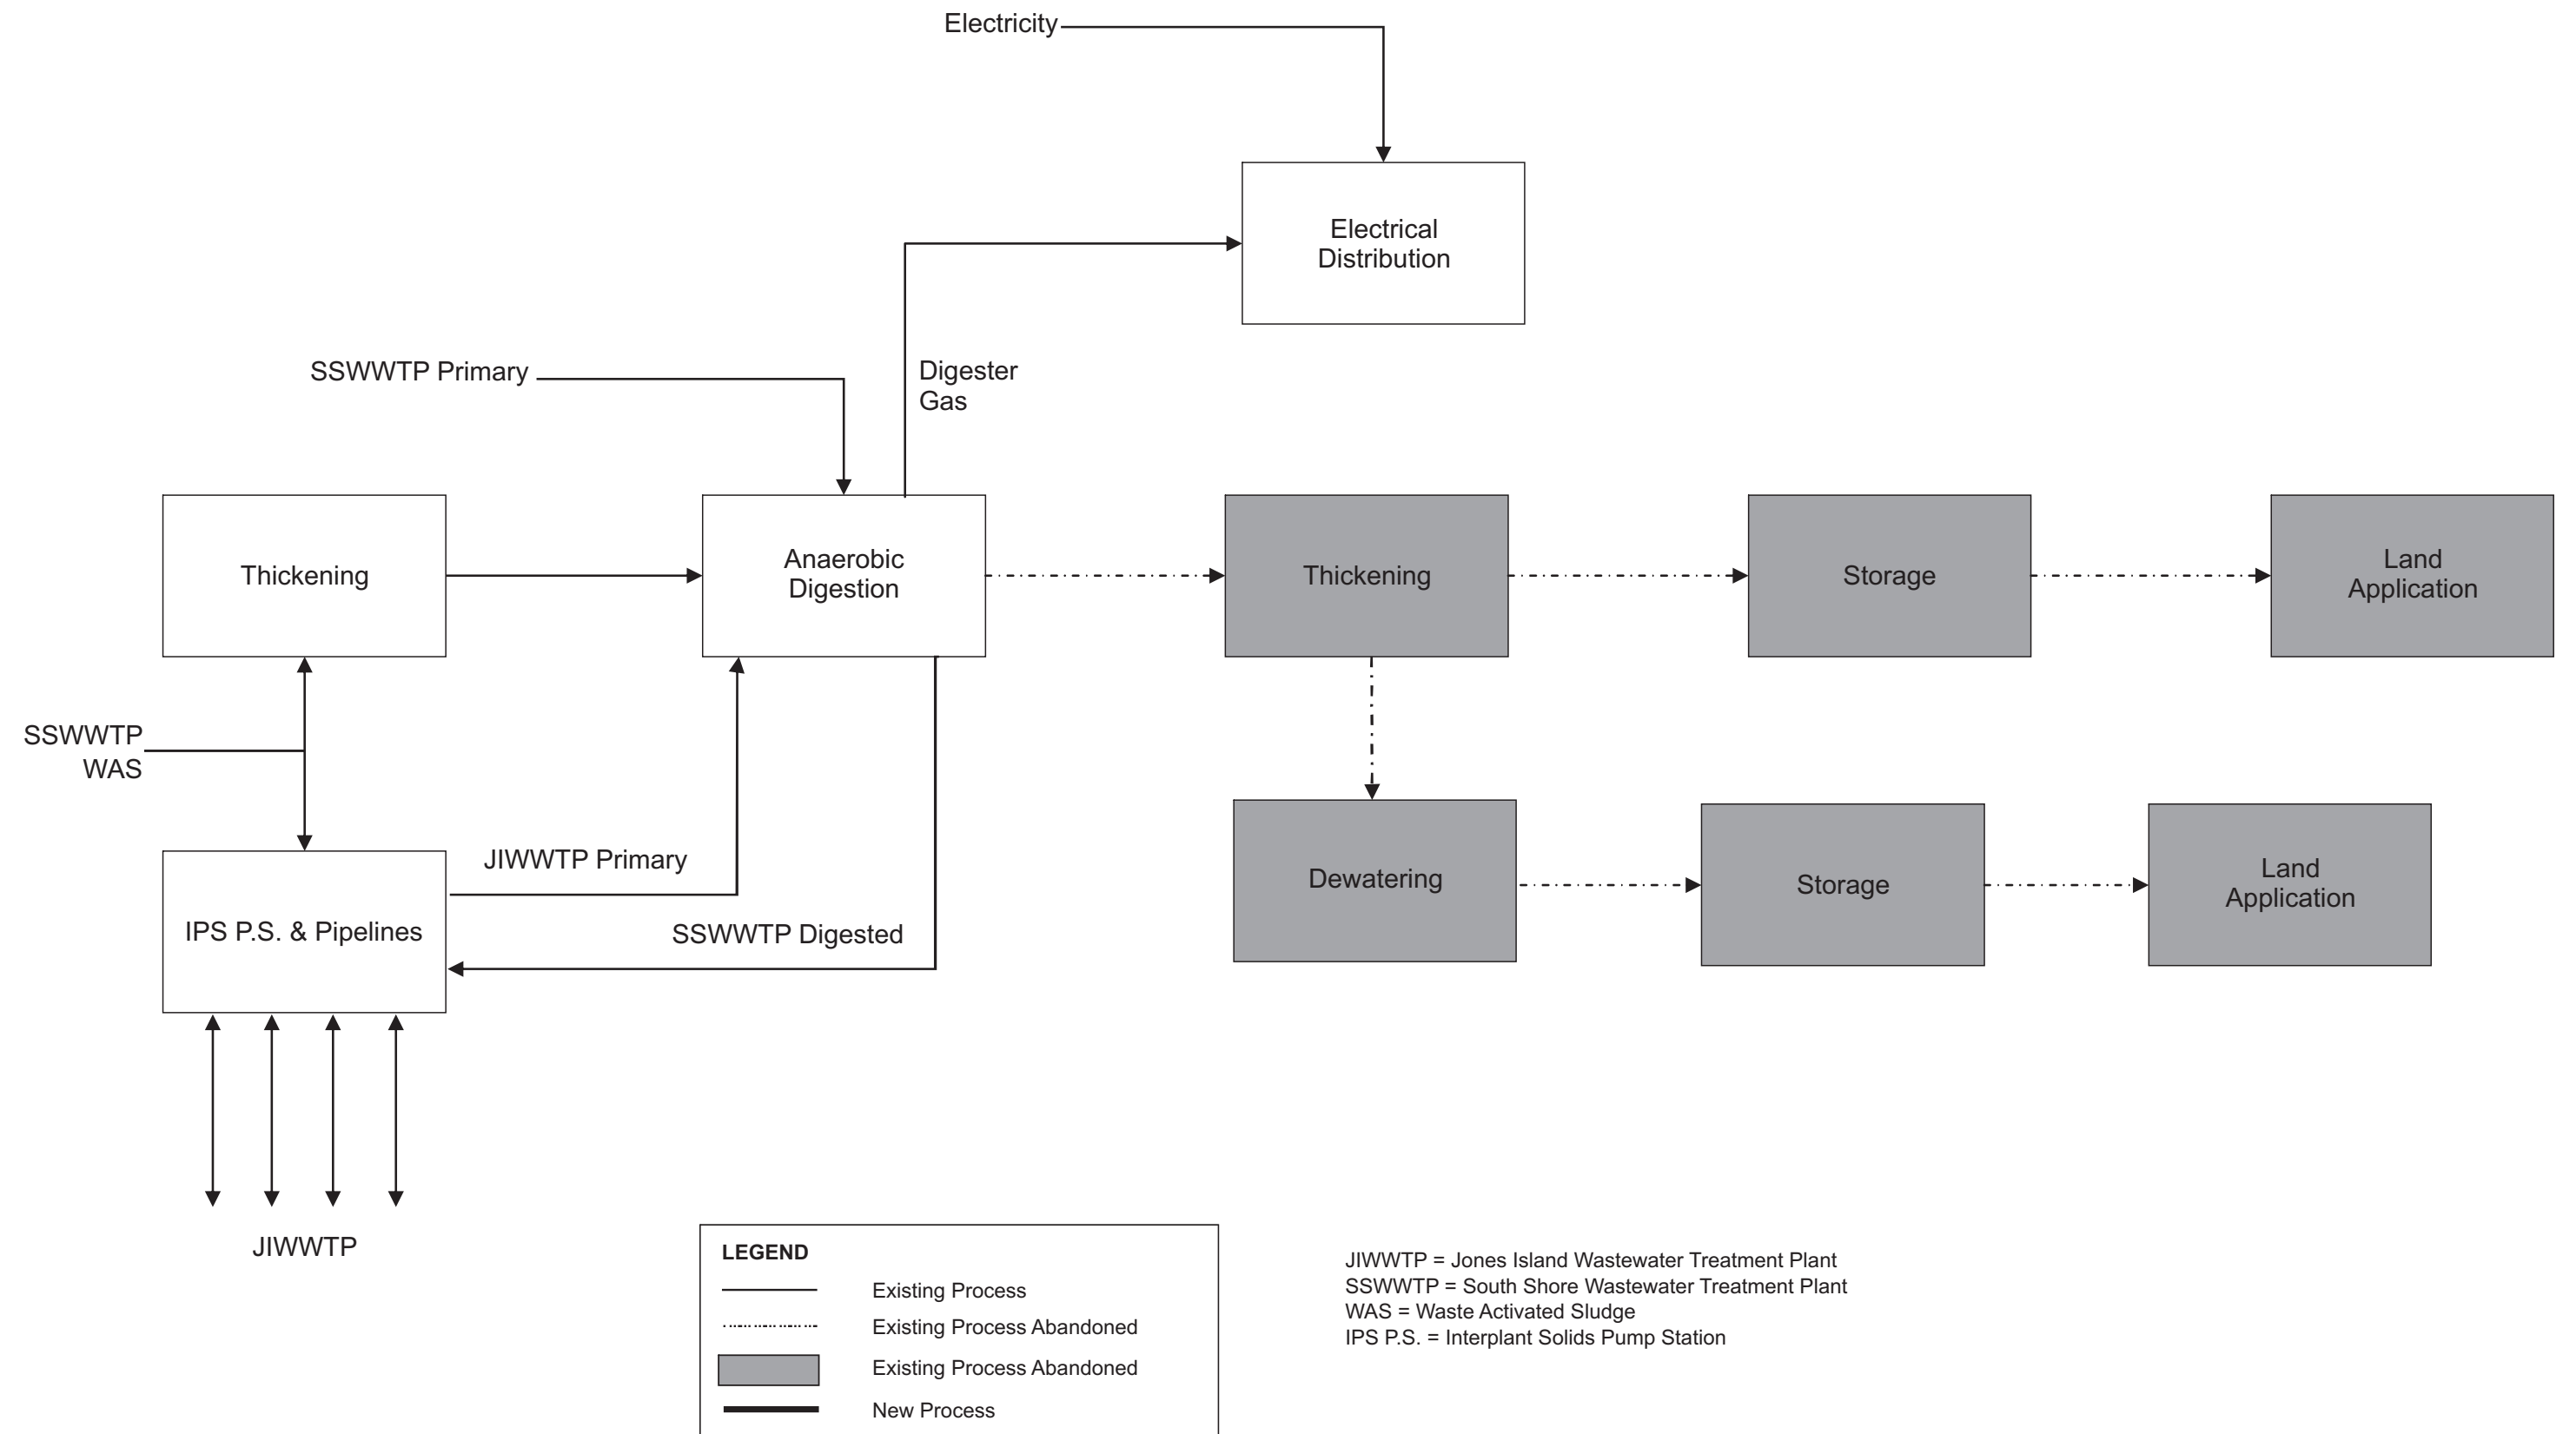 Electricity
Electrical
Distribution
SSWWTP Primary
Digester
Gas
Thickening
Anaerobic
Digestion
Thickening
Storage
Land
Application
SSWWTP
WAS
JIWWTP Primary
IPS P.S. & Pipelines
SSWWTP Digested
Dewatering
Storage
Land
Application
JIWWTP
LEGEND
Existing Process
Existing Process Abandoned
Existing Process Abandoned
New Process
JIWWTP = Jones Island Wastewater Treatment Plant
SSWWTP = South Shore Wastewater Treatment Plant
WAS = Waste Activated Sludge
IPS P.S. = Interplant Solids Pump Station